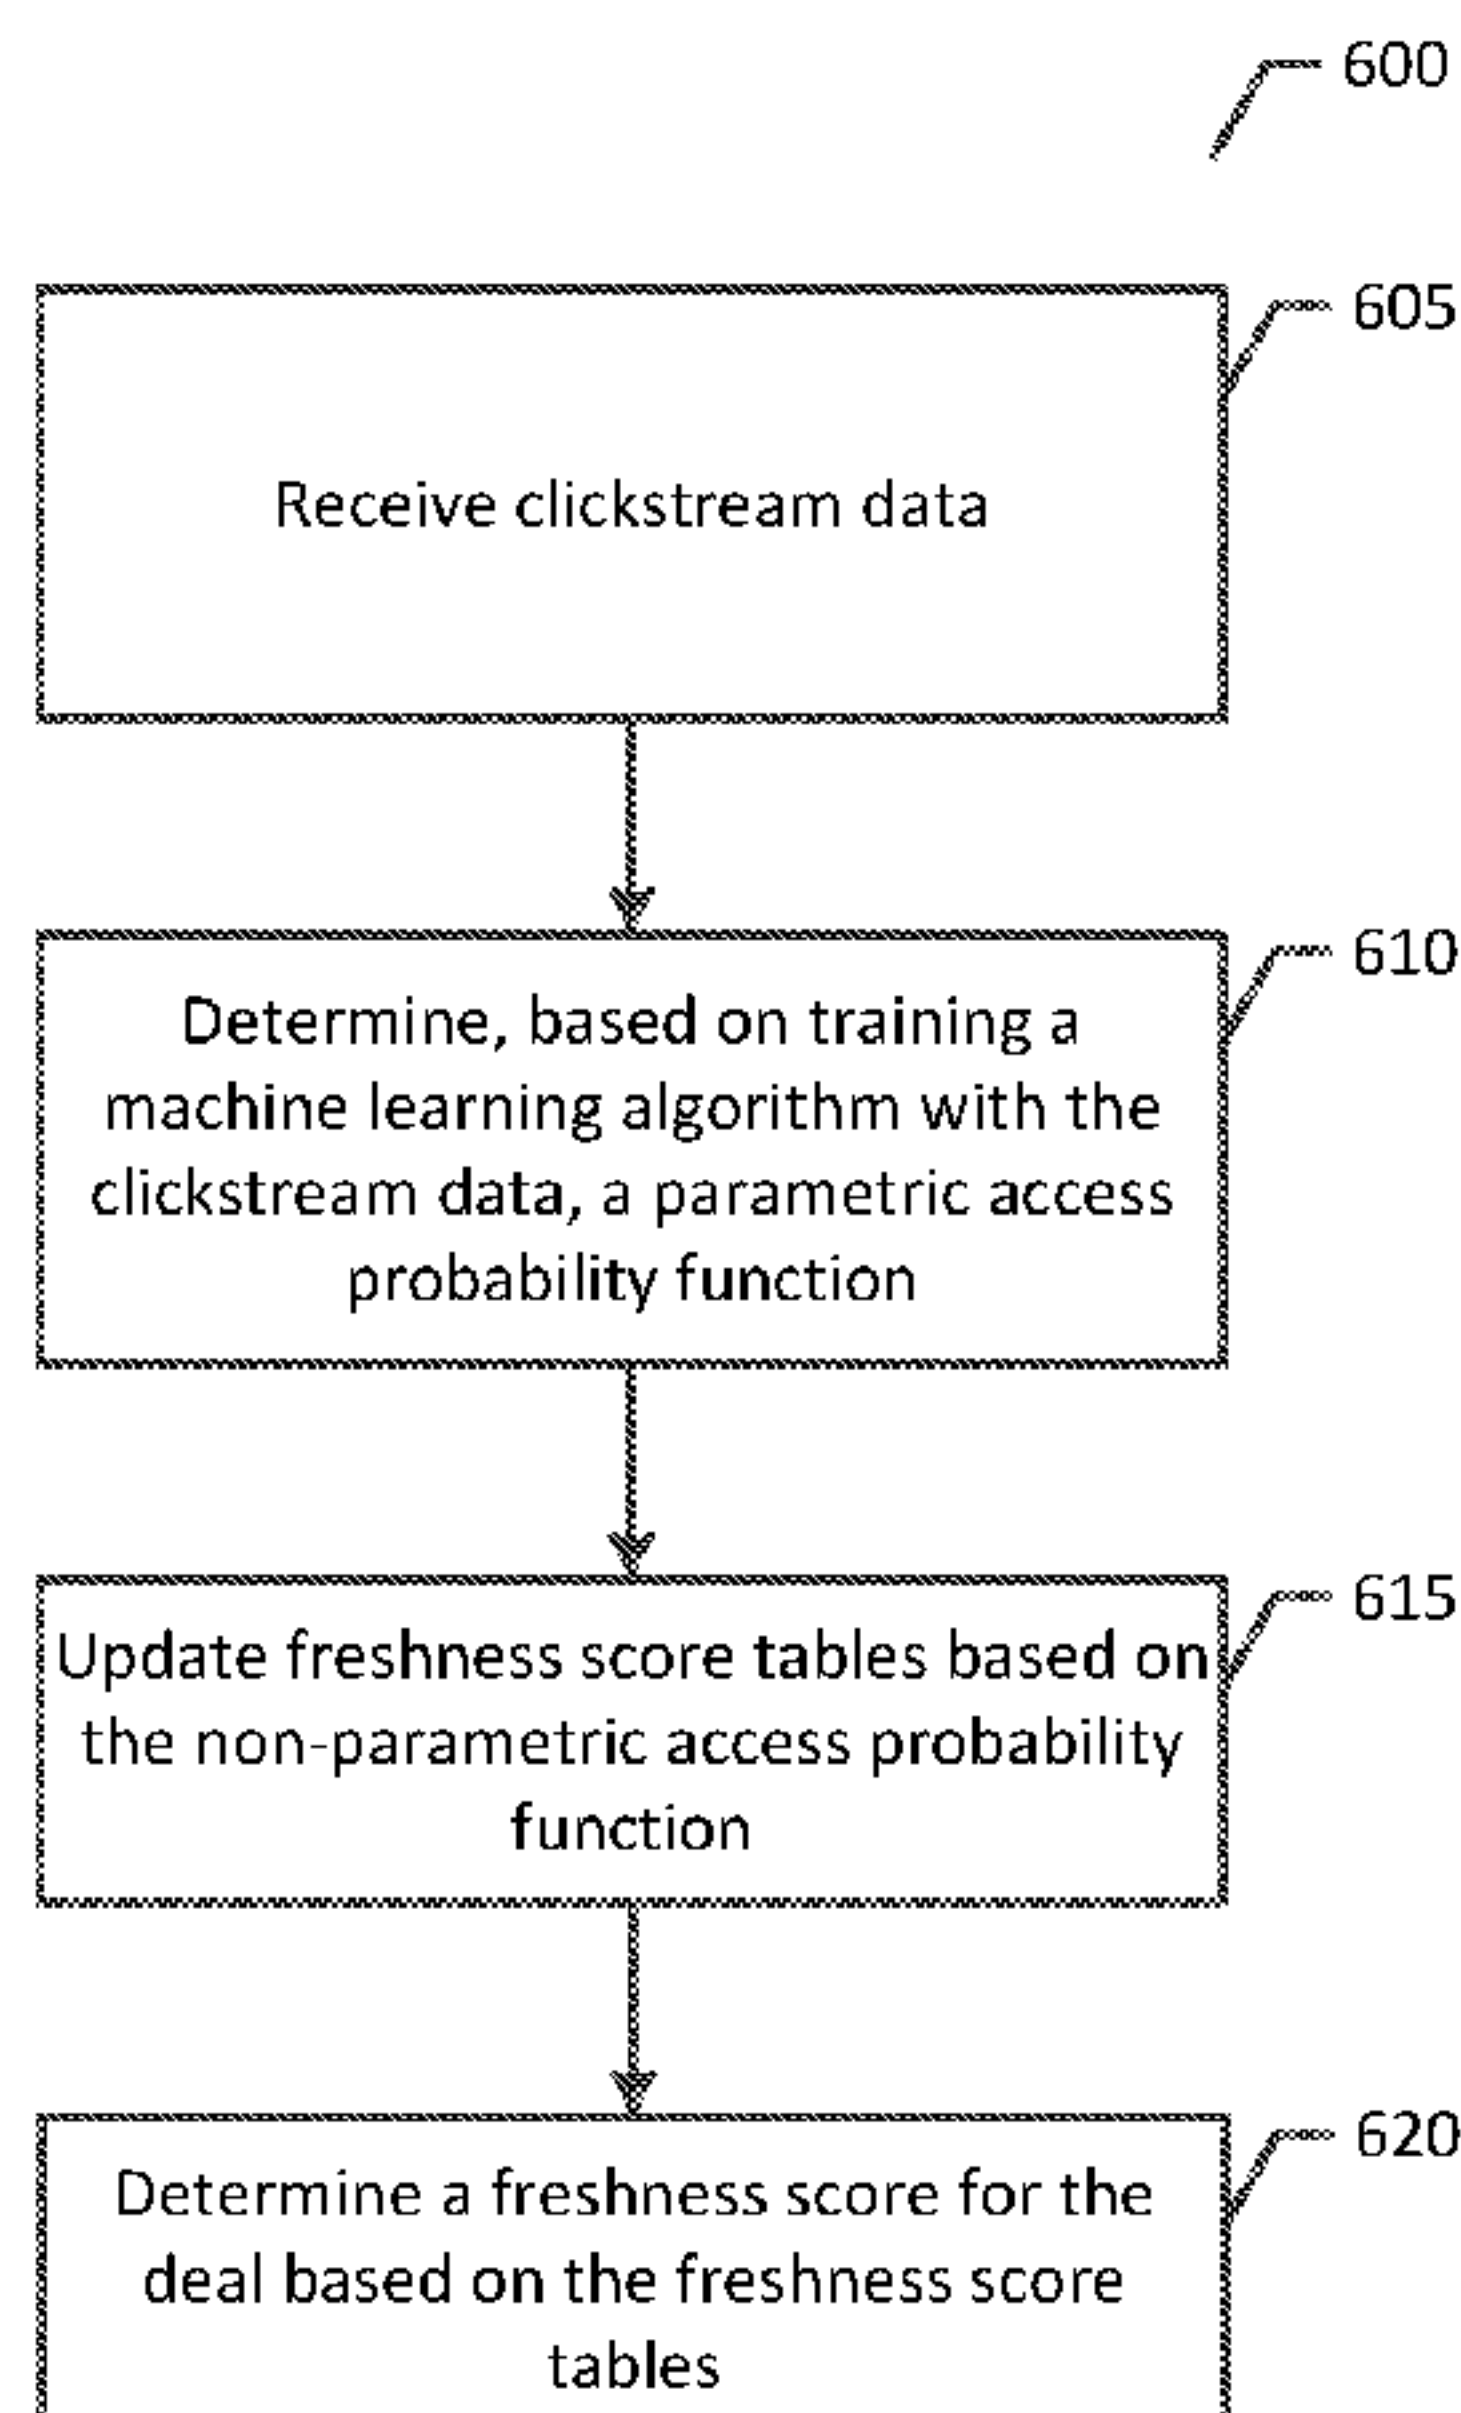 600
605
Receive clickstream data
610
Determine, based on training a
machine learning algorithm with the
clickstream data, a parametric access
probability function
615
Update freshness score tables based on
the non-parametric access probability
function
620
Determine a freshness score for the
deal based on the freshness score
tables